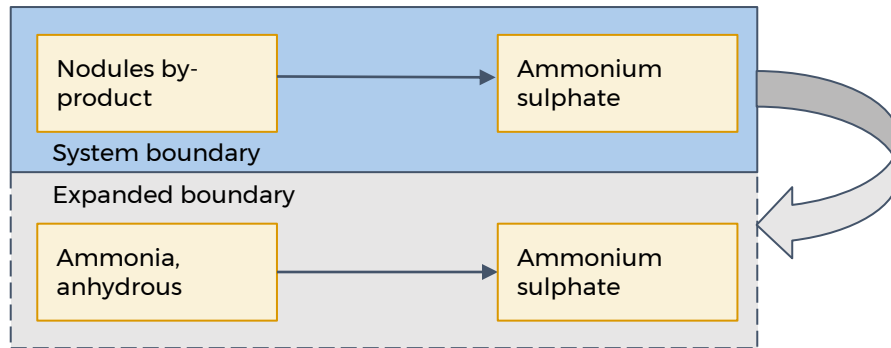 Nodules by-
product
Ammonium
sulphate
System boundary
Expanded boundary
Ammonia,
anhydrous
Ammonium
sulphate